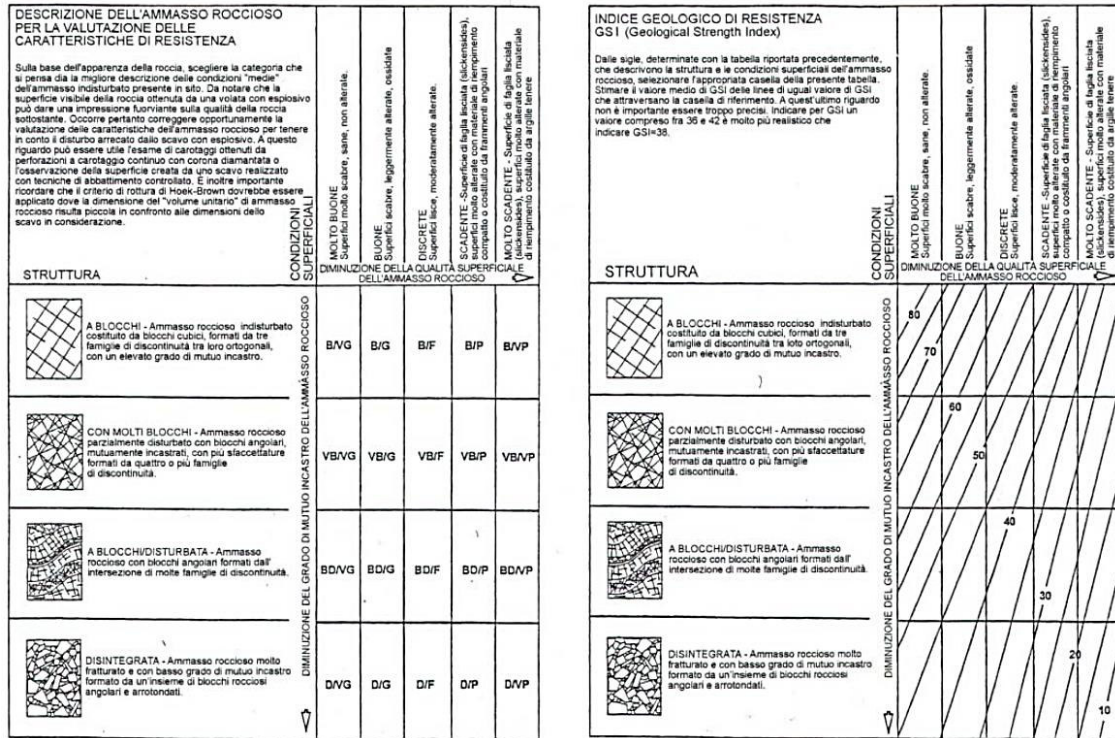 DESCRIZIONE DELL'AMMASSO ROCCIOSO
PER LA VALUTAZIONE DELLE
CARATTERISTICHE DI RESISTENZA
Sulla base dell'apparenza della roccia, scegliere la categoria che
si pensa dia la migliore descrizione delle condizioni "medie"
dell'ammasso indisturbato presente in sito. Da notare che la
superficie visibile della roccia ottenuta da una volata con esplosivo
può dare una impressione fuorviante sulla qualità della roccia
sottostante. Occorre pertanto correggere opportunamente la
valutazione delle caratteristiche dell'ammasso roccioso per tenere
in conto il disturbo arrecato dallo scavo con esplosivo. A questo
riguardo può essere utile l'esame di carotaggi ottenuti da
perforazioni a carotaggio continuo con corona diamantata o
l'osservazione della superficie creata da uno scavo realizzato
con tecniche di abbattimento controllato. E inoltre importante
ricordare che il criterio di rottura di Hoek-Brown dovrebbe essere
applicato dove la dimensione del "volume unitario" di ammasso
roccioso risulta piccola in confronto alle dimensioni dello
scavo in considerazione.
STRUTTURA
CONDIZIONI
SUPERFICIALI
MOLTO BUONE
Superfici molto scabre, sane, non alterate.
BUONE
Superfici scabre, leggermente alterate, ossidate
DISCRETE
Superfici lisce, moderatamente alterate.
SCADENTE -Superficie di faglia lisciata (slickensides),
superfici molto alterate con materiale di riempimento
compatto o costituito da frammenti angolari
MOLTO SCADENTE - Superficie di faglia lisciata
(slickensides), superfici molto alterate con materiale
di riempimento costituito da argille tenere
DIMINUZIONE DELLA QUALITÀ SUPERFICIALE
DELL'AMMASSO ROCCIOSO
DIMINUZIONE DEL GRADO DI MUTUO INCASTRO DELL'AMMASSO ROCCIOSO
A BLOCCHI - Ammasso roccioso indisturbato
costituito da blocchi cubici, formati da tre
famiglie di discontinuità tra loro ortogonali,
con un elevato grado di mutuo incastro.
B/VG B/G B/F B/P B/VP
CON MOLTI BLOCCHI - Ammasso roccioso
parzialmente disturbato con blocchi angolari,
mutuamente incastrati, con più sfaccettature
formati da quattro o più famiglie
di discontinuità.
VB/VG VB/G VB/F VB/P VB/VP
A BLOCCHI/DISTURBATA - Ammasso
roccioso con blocchi angolari formati dall'
intersezione di molte famiglie di discontinuità.
BD/VG BD/G BD/F BD/P BD/VP
DISINTEGRATA - Ammasso roccioso molto
fratturato e con basso grado di mutuo incastro
formato da un'insieme di blocchi rocciosi
angolari e arrotondati.
D/VG D/G D/F D/P D/VP
INDICE GEOLOGICO DI RESISTENZA
GSI (Geological Strength Index)
Dalle sigle, determinate con la tabella riportata precedentemente,
che descrivono la struttura e le condizioni superficiali dell'ammasso
roccioso, selezionare l'appropriata casella della presente tabella.
Stimare il valore medio di GSI delle linee di ugual valore di GSI
che attraversano la casella di riferimento. A quest'ultimo riguardo
non è importante essere troppo precisi. Indicare per GSI un
valore compreso fra 36 e 42 è molto più realistico che
indicare GSI=38.
STRUTTURA
CONDIZIONI
SUPERFICIALI
MOLTO BUONE
Superfici molto scabre, sane, non alterate.
BUONE
Superfici scabre, leggermente alterate, ossidate
DISCRETE
Superfici lisce, moderatamente alterate.
SCADENTE -Superficie di faglia lisciata (slickensides),
superfici molto alterate con materiale di riempimento
compatto o costituito da frammenti angolari
MOLTO SCADENTE - Superficie di faglia lisciata
(slickensides), superfici molto alterate con materiale
di riempimento costituito da argille tenere
DIMINUZIONE DELLA QUALITÀ SUPERFICIALE
DELL'AMMASSO ROCCIOSO
DIMINUZIONE DEL GRADO DI MUTUO INCASTRO DELL'AMMASSO ROCCIOSO
A BLOCCHI - Ammasso roccioso indisturbato
costituito da blocchi cubici, formati da tre
famiglie di discontinuità tra loto ortogonali,
con un elevato grado di mutuo incastro.
CON MOLTI BLOCCHI - Ammasso roccioso
parzialmente disturbato con blocchi angolari,
mutuamente incastrati, con più sfaccettature
formati da quattro o più famiglie
di discontinuità.
A BLOCCHI/DISTURBATA - Ammasso
roccioso con blocchi angolari formati dall'
intersezione di molte famiglie di discontinuità.
DISINTEGRATA - Ammasso roccioso molto
fratturato e con basso grado di mutuo incastro
formato da un'insieme di blocchi rocciosi
angolari e arrotondati.
80
70
60
50
40
30
20
10